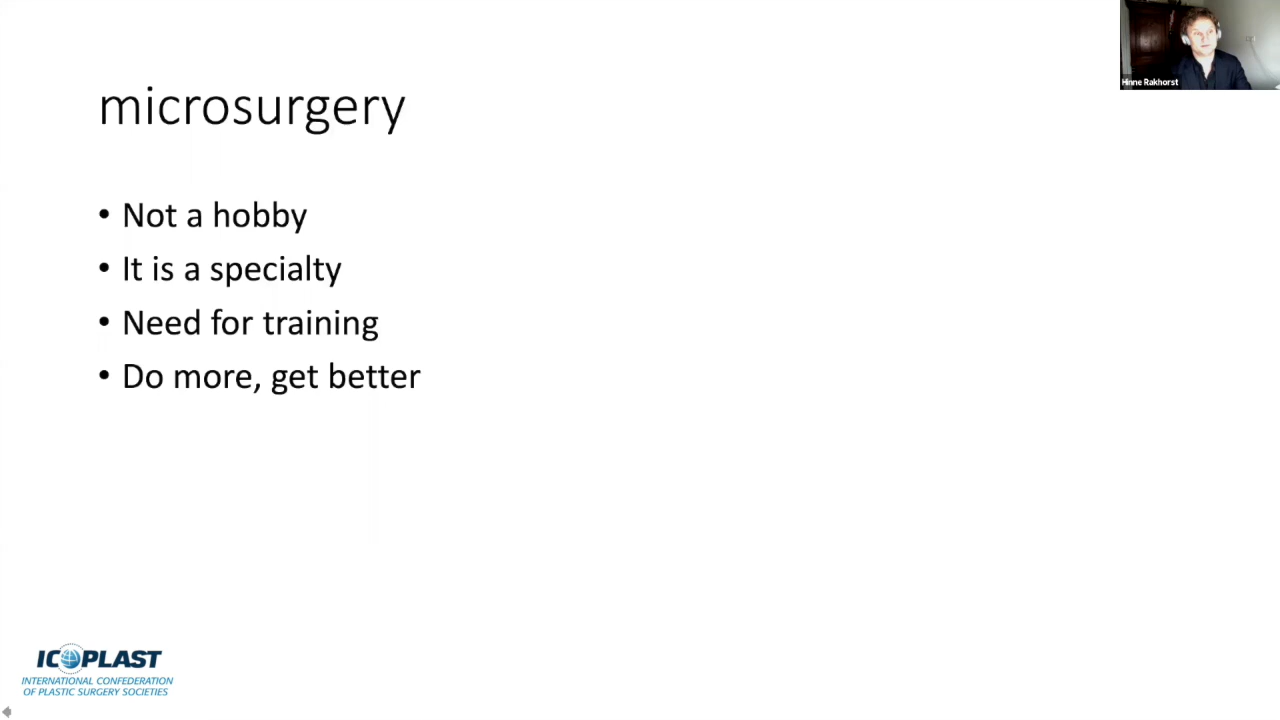 Hinne Rakhorst
microsurgery
• Not a hobby
• It is a specialty
• Need for training
• Do more, get better
ICOPLAST
INTERNATIONAL CONFEDERATION
OF PLASTIC SURGERY SOCIETIES